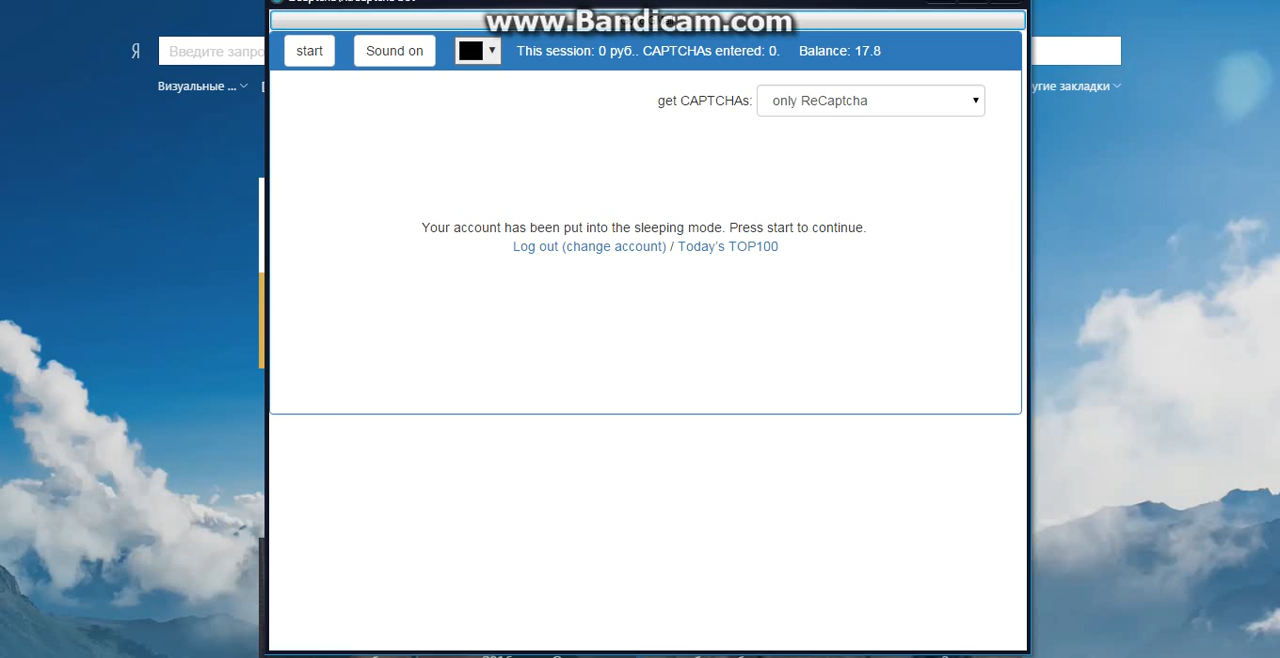 www.Bandicam.com
start Sound on This session: 0 руб.. CAPTCHAs entered: 0. Balance: 17.8
Я Введите запро
Визуальные ...
угие закладки
get CAPTCHAs: only ReCaptcha
Your account has been put into the sleeping mode. Press start to continue.
Log out (change account) / Today's TOP100